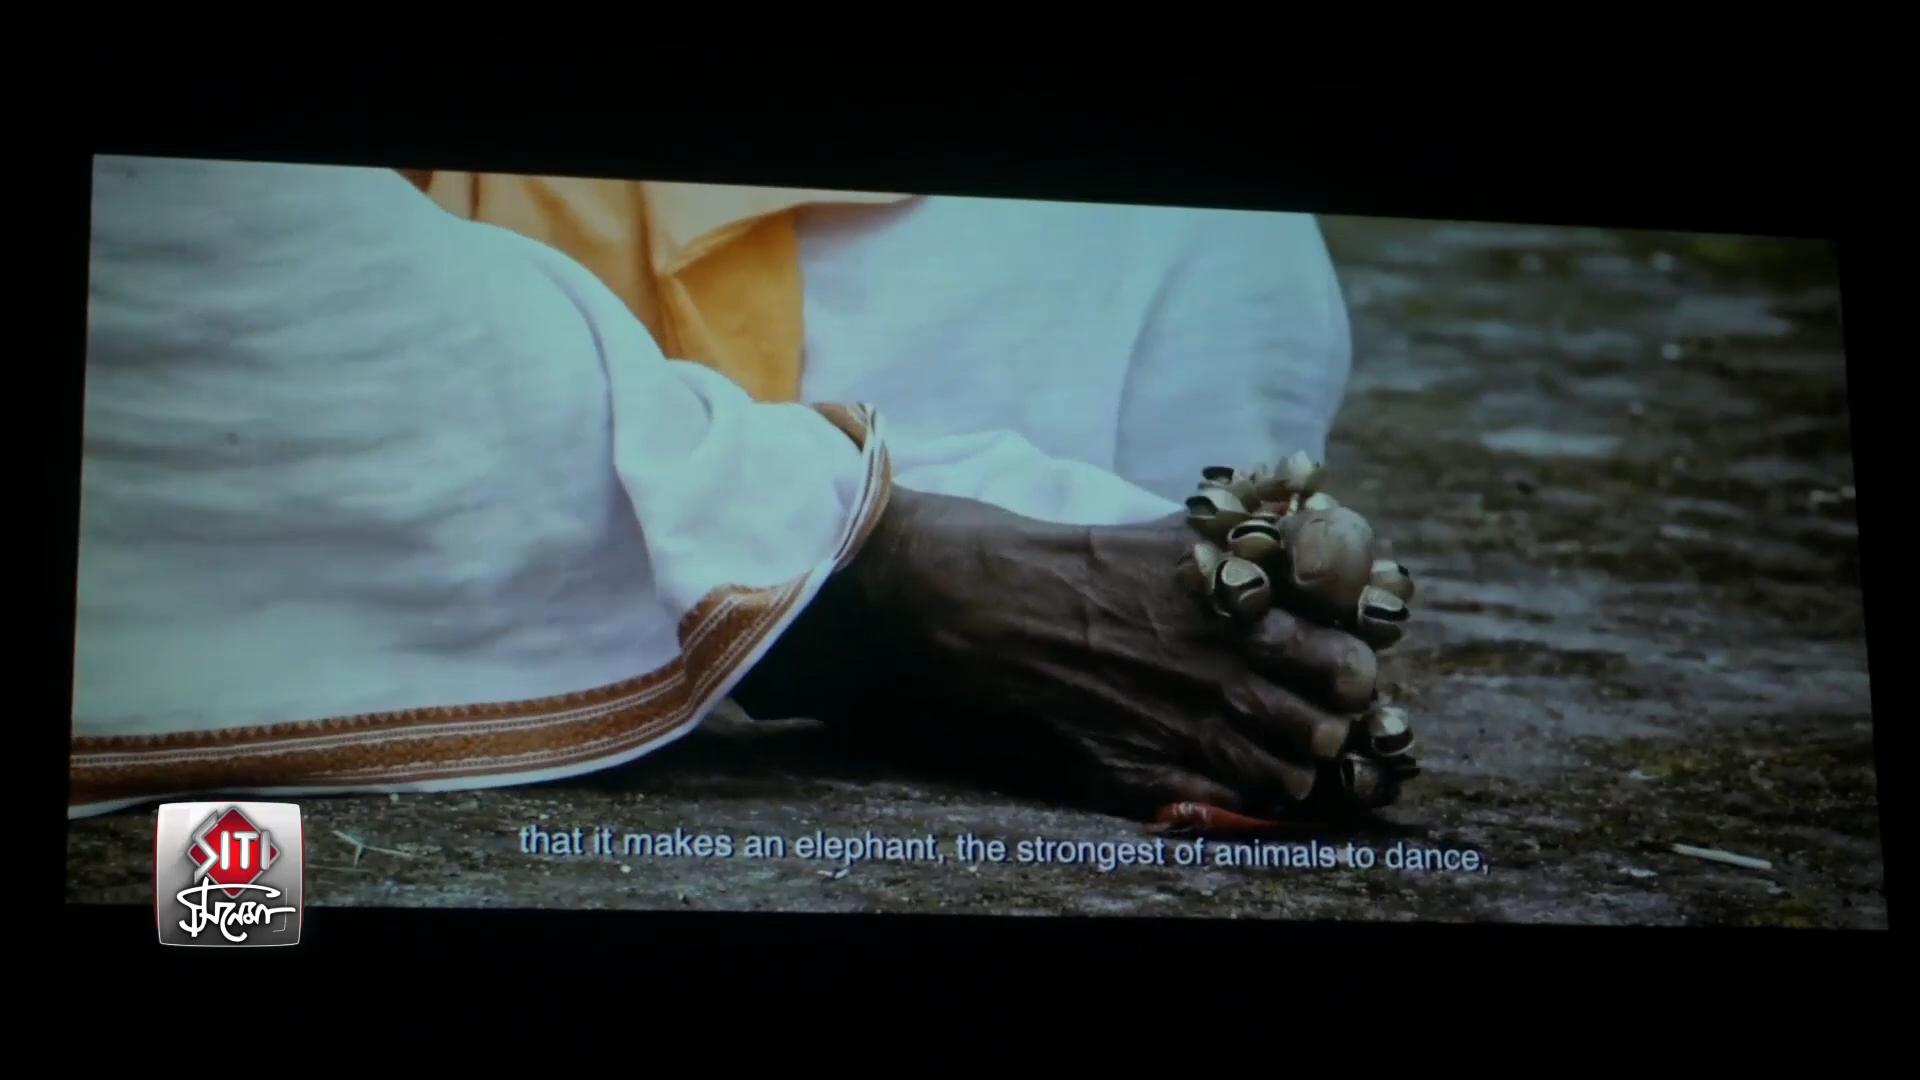 that it makes an elephant, the strongest of animals to dance,
SITI
সিনেমা